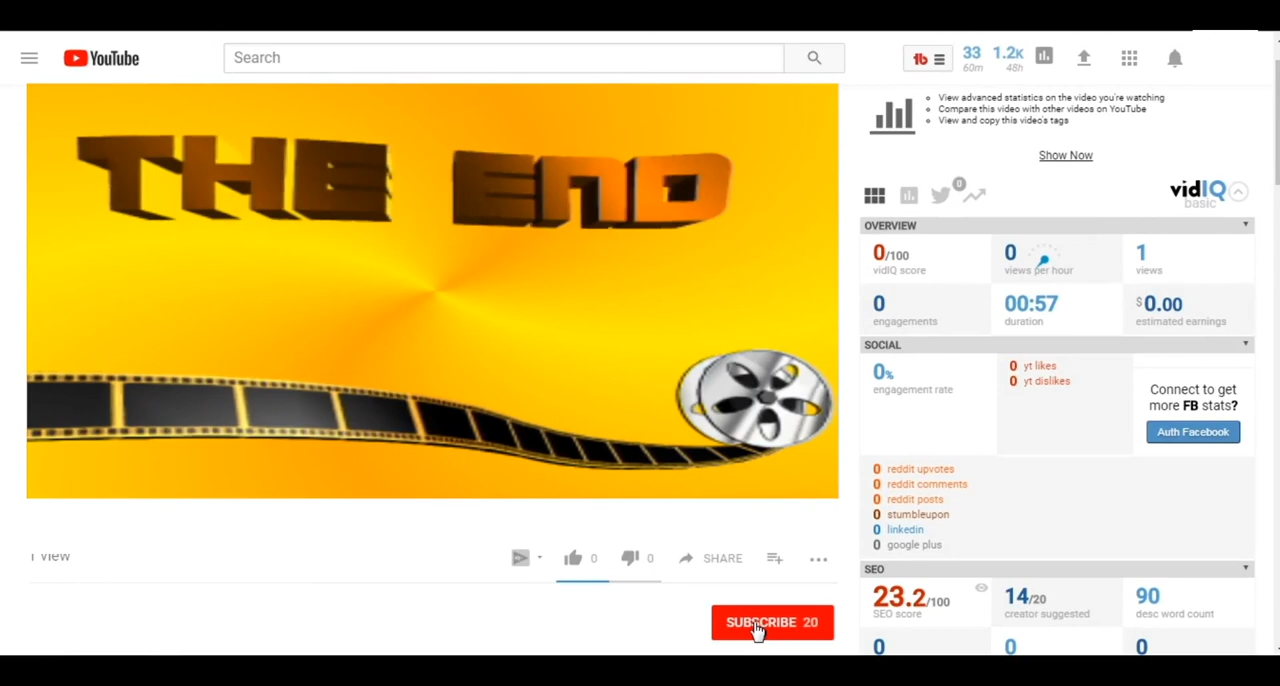 YouTube
Search
33
60m
1.2K
48h
View advanced statistics on the video you're watching
Compare this video with other videos on YouTube
View and copy this video's tags
Show Now
THE END
0
vidIQ
basic
OVERVIEW
0/100
vidIQ score
0
views per hour
1
views
0
engagements
00:57
duration
$0.00
estimated earnings
SOCIAL
0%
engagement rate
0 yt likes
0 yt dislikes
Connect to get
more FB stats?
Auth Facebook
0 reddit upvotes
0 reddit comments
0 reddit posts
0 stumbleupon
0 linkedin
0 google plus
1 view
0
0
SHARE
SUBSCRIBE 20
SEO
23.2/100
SEO score
14/20
creator suggested
90
desc word count
0
0
0